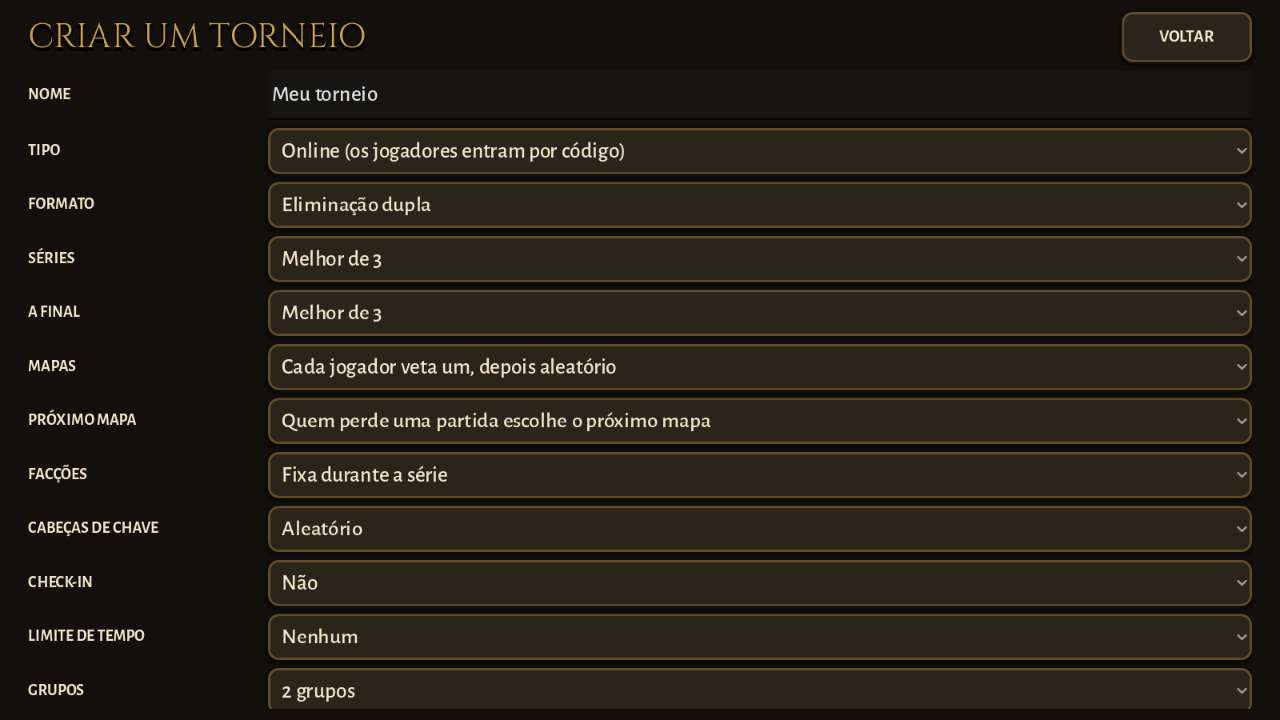 CRIAR UM TORNEIO
VOLTAR
NOME
Meu torneio
TIPO
Online (os jogadores entram por código)
FORMATO
Eliminação dupla
SÉRIES
Melhor de 3
A FINAL
Melhor de 3
MAPAS
Cada jogador veta um, depois aleatório
PRÓXIMO MAPA
Quem perde uma partida escolhe o próximo mapa
FACÇÕES
Fixa durante a série
CABEÇAS DE CHAVE
Aleatório
CHECK-IN
Não
LIMITE DE TEMPO
Nenhum
GRUPOS
2 grupos